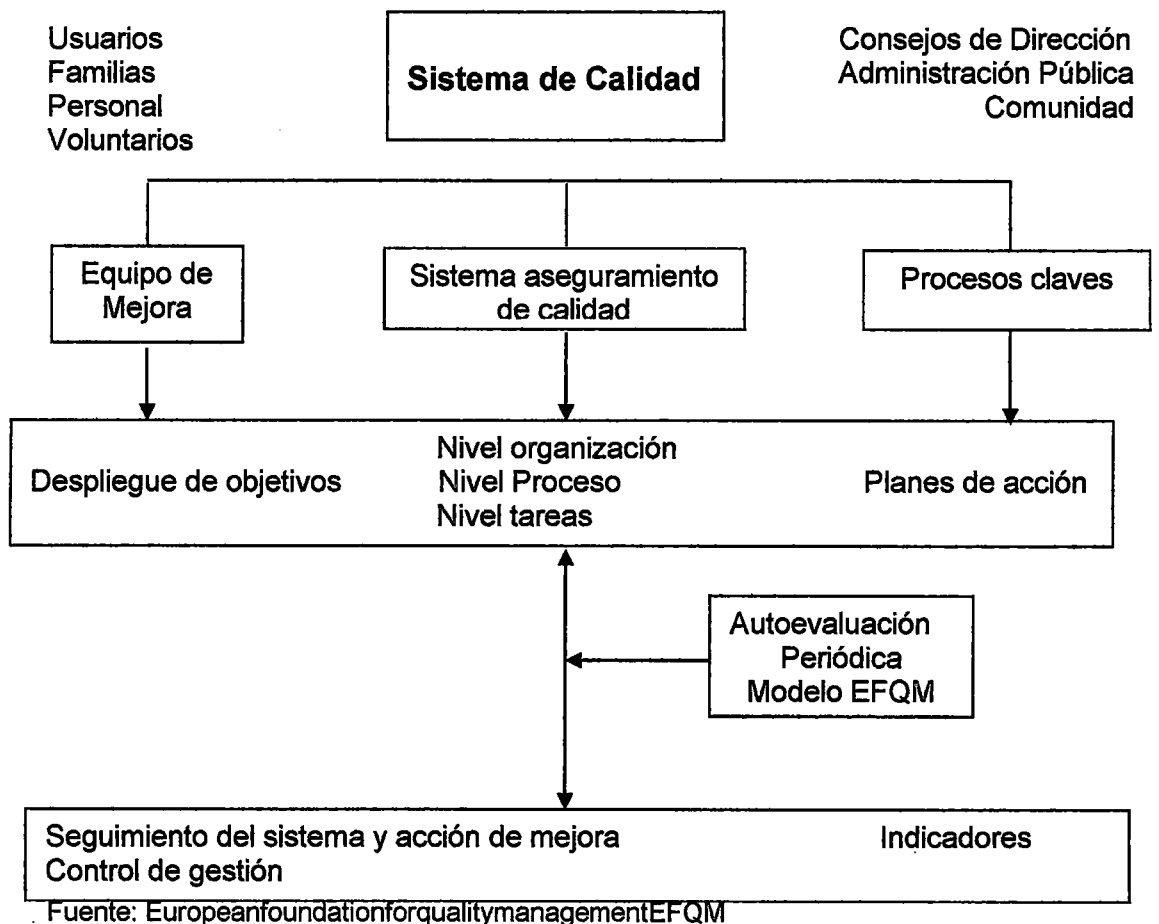 Usuarios
Familias
Personal
Voluntarios
Sistema de Calidad
Consejos de Dirección
Administración Pública
Comunidad
Equipo de
Mejora
Sistema aseguramiento
de calidad
Procesos claves
Despliegue de objetivos
Nivel organización
Nivel Proceso
Nivel tareas
Planes de acción
Autoevaluación
Periódica
Modelo EFQM
Seguimiento del sistema y acción de mejora
Control de gestión
Indicadores
Fuente: EuropeanfoundationforqualitymanagementEFQM